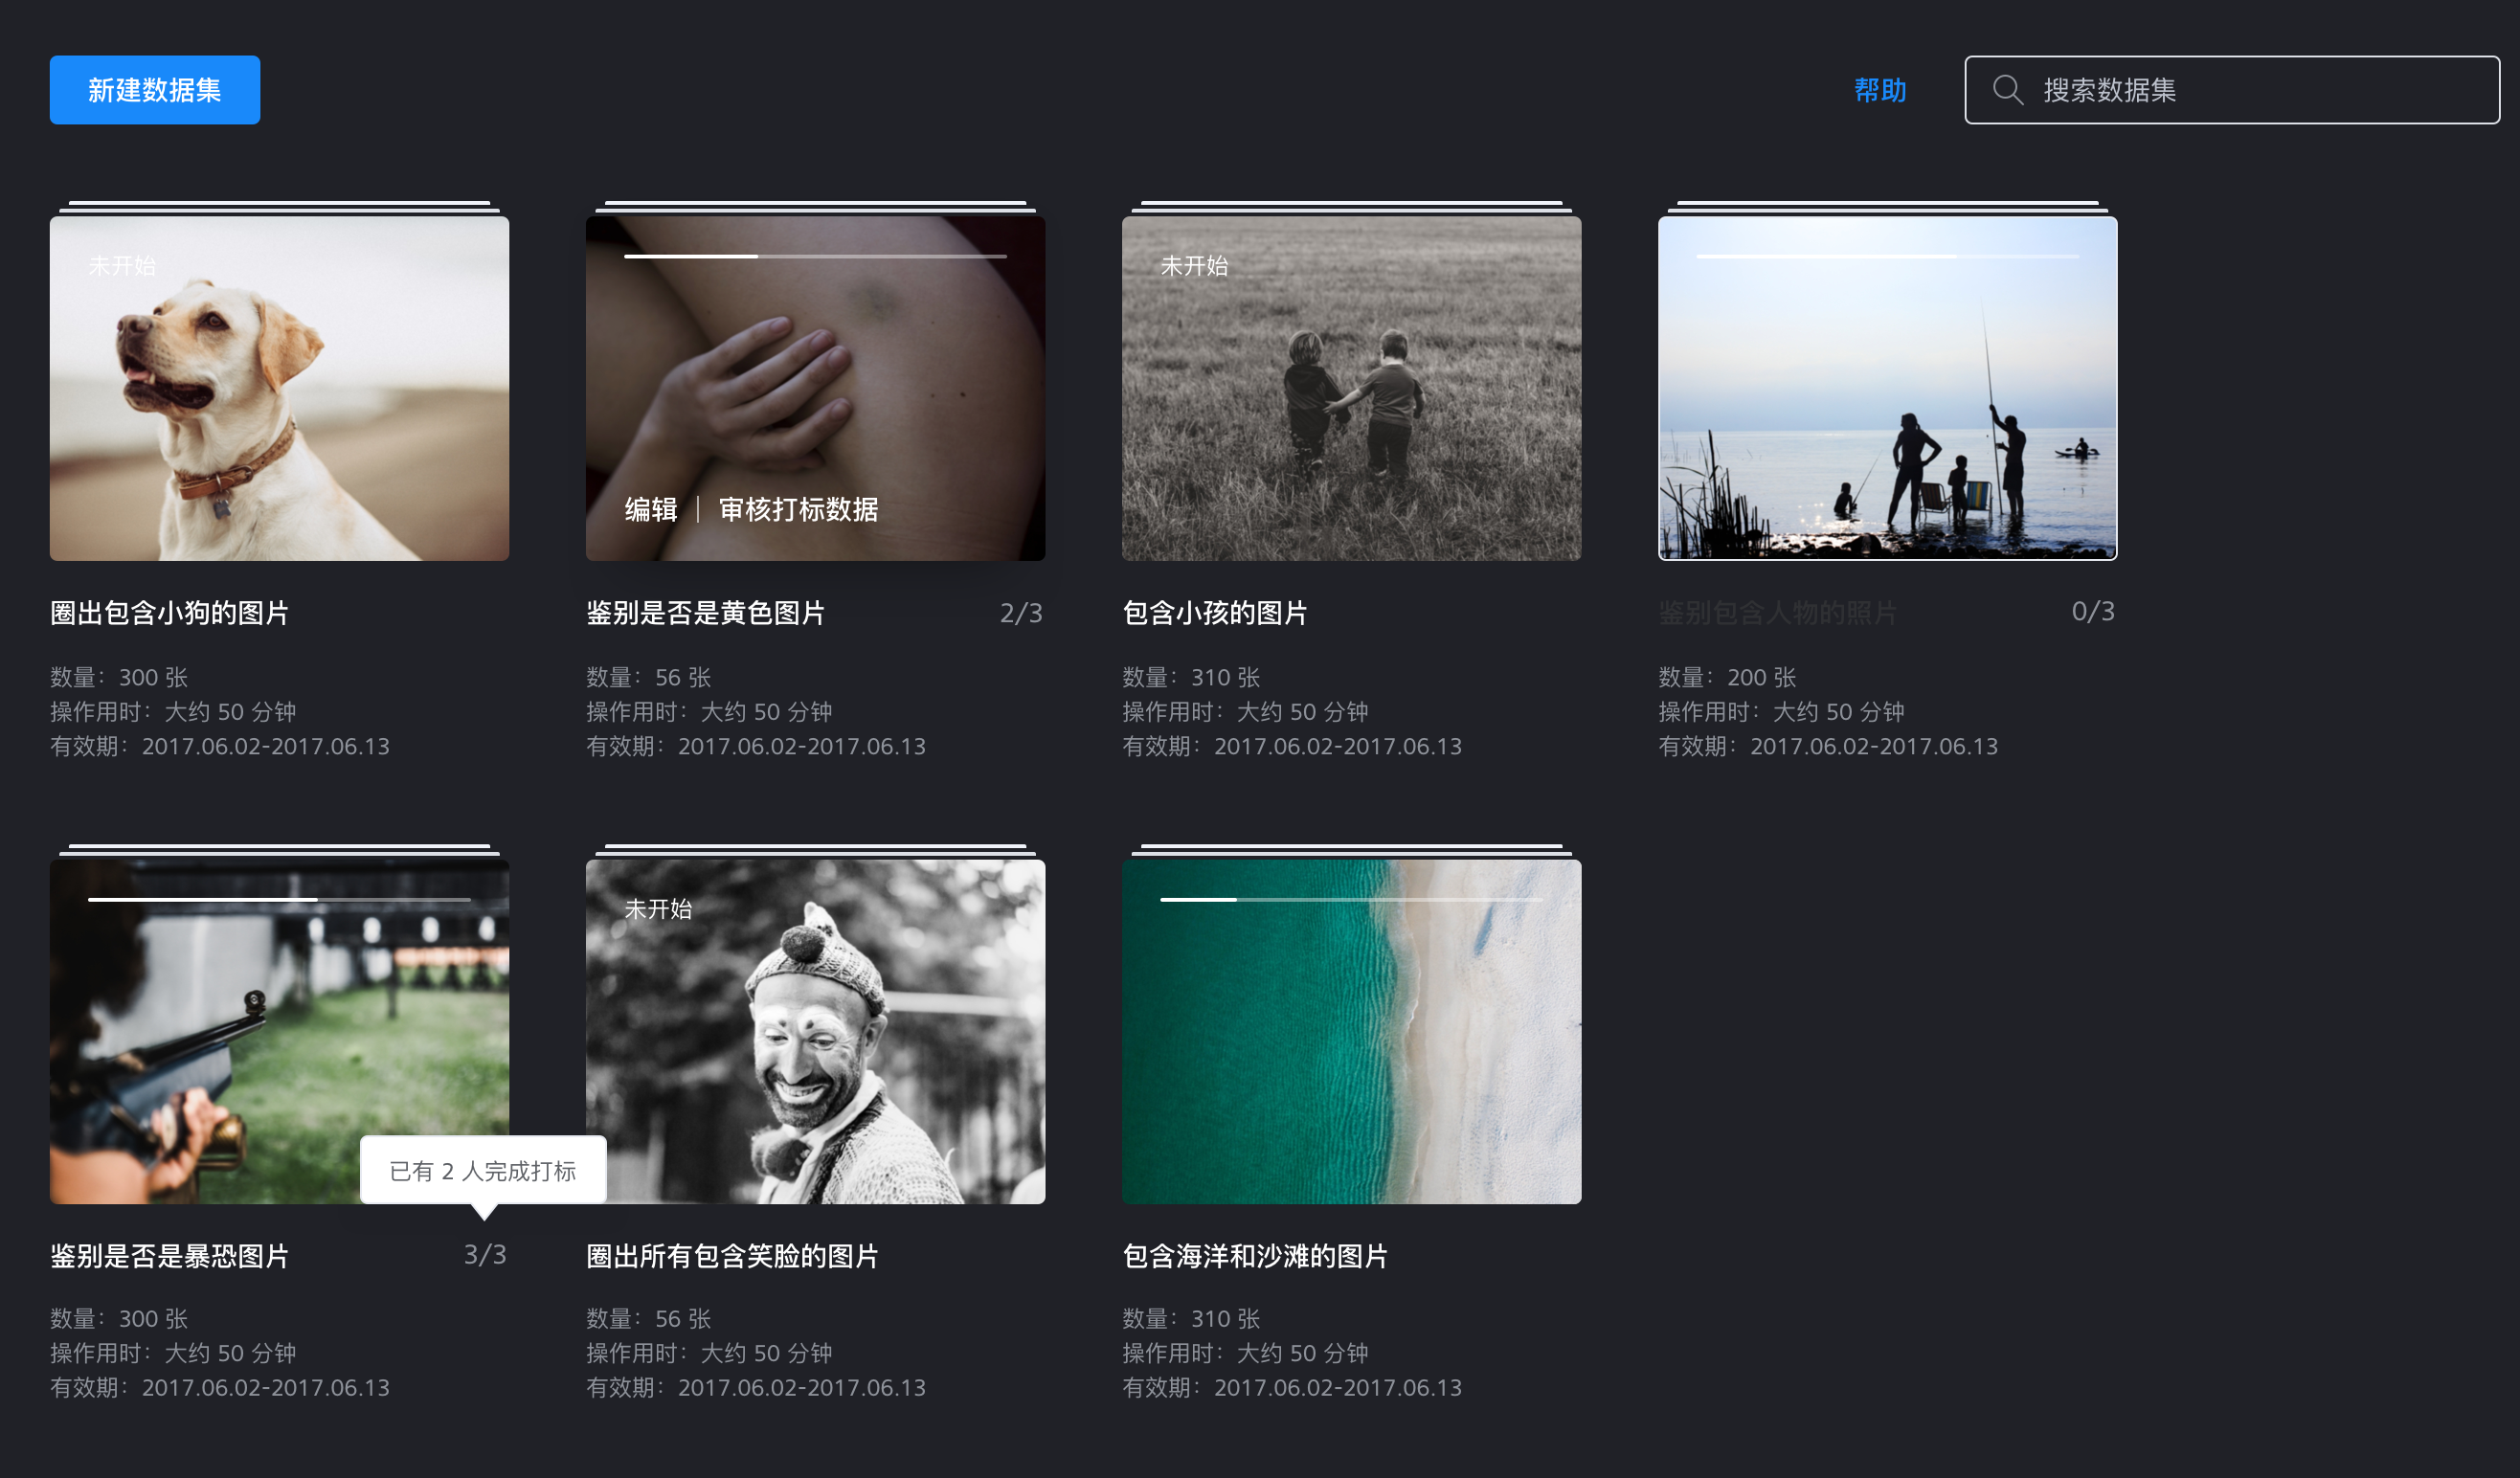 新建数据集
帮助
搜索数据集
未开始
编辑 | 审核打标数据
未开始
圈出包含小狗的图片
鉴别是否是黄色图片 2/3
包含小孩的图片
鉴别包含人物的照片 0/3
数量：300 张
操作用时：大约 50 分钟
有效期：2017.06.02-2017.06.13
数量：56 张
操作用时：大约 50 分钟
有效期：2017.06.02-2017.06.13
数量：310 张
操作用时：大约 50 分钟
有效期：2017.06.02-2017.06.13
数量：200 张
操作用时：大约 50 分钟
有效期：2017.06.02-2017.06.13
未开始
已有 2 人完成打标
鉴别是否是暴恐图片 3/3
圈出所有包含笑脸的图片
包含海洋和沙滩的图片
数量：300 张
操作用时：大约 50 分钟
有效期：2017.06.02-2017.06.13
数量：56 张
操作用时：大约 50 分钟
有效期：2017.06.02-2017.06.13
数量：310 张
操作用时：大约 50 分钟
有效期：2017.06.02-2017.06.13